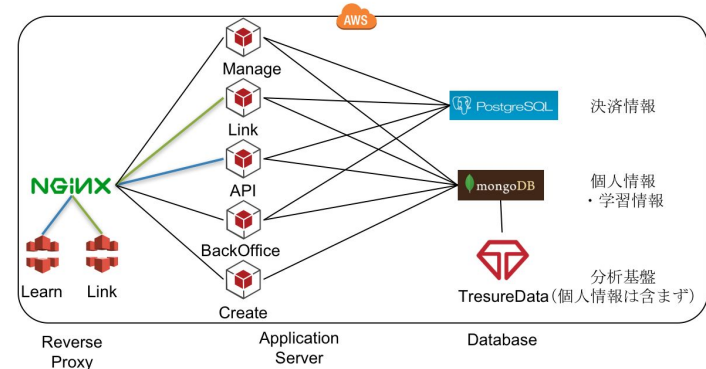 AWS
Manage
Link
API
BackOffice
Create
NGINX
Learn
Link
PostgreSQL
決済情報
mongoDB
個人情報
・学習情報
分析基盤
TresureData(個人情報は含まず)
Reverse
Proxy
Application
Server
Database